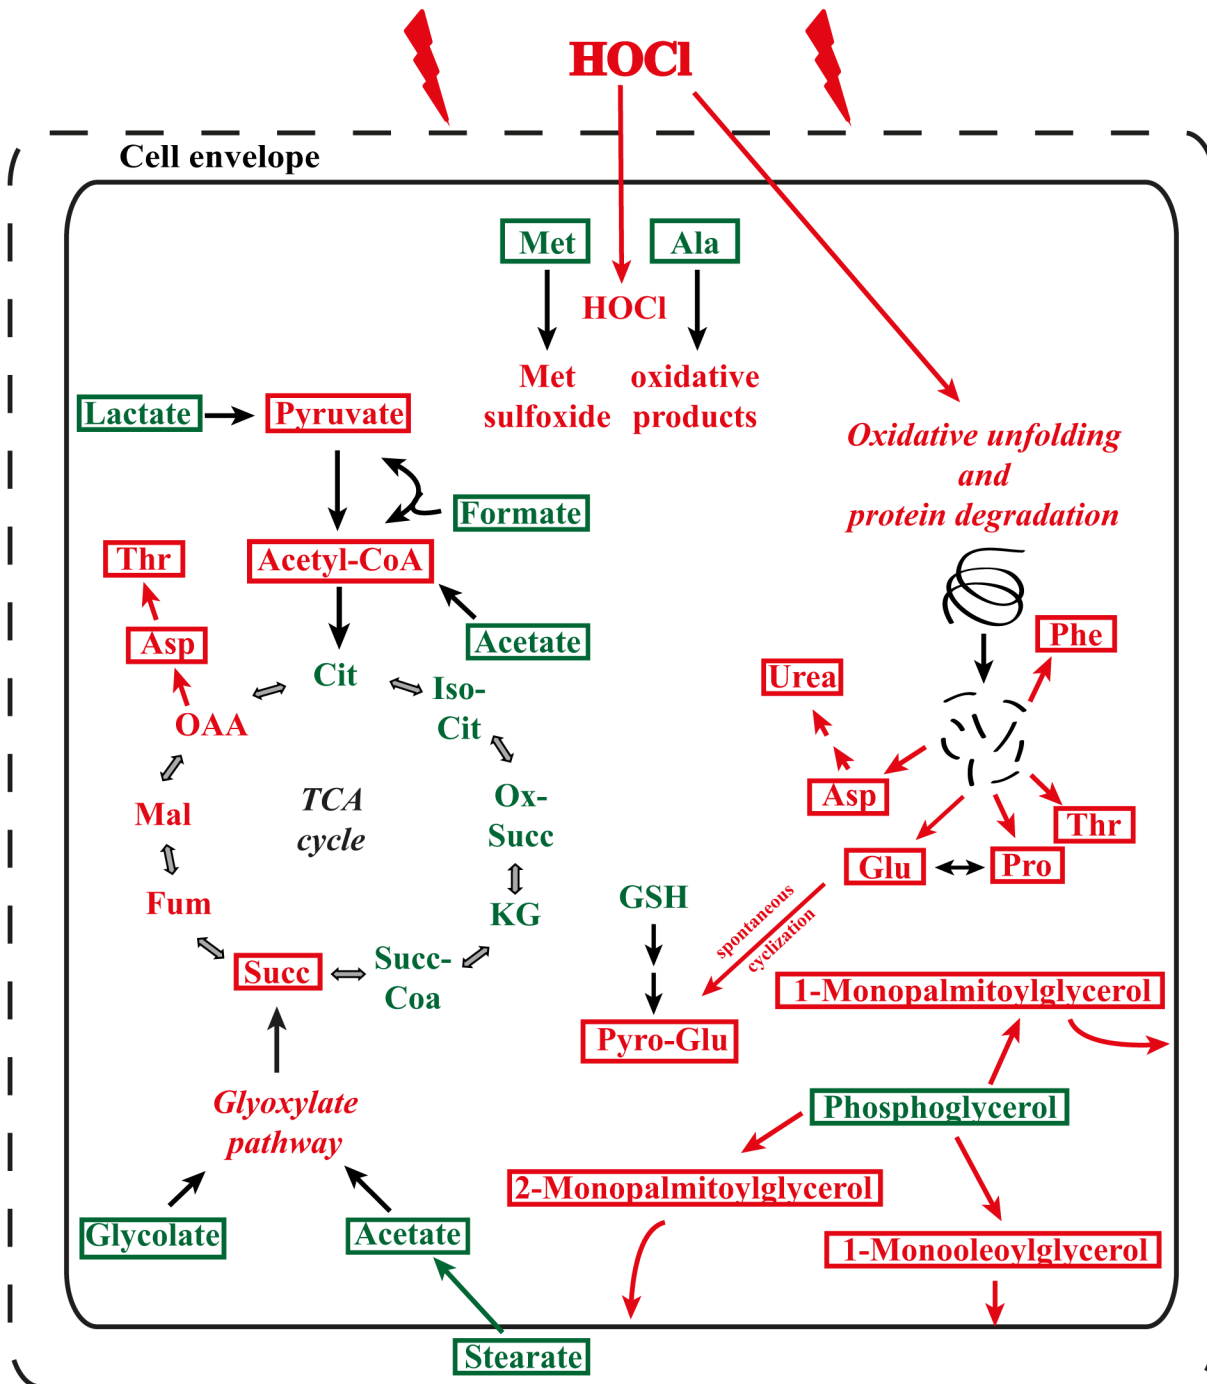 HOCl
Cell envelope
Met
Ala
HOCl
Met
sulfoxide
oxidative
products
Lactate
Pyruvate
Formate
Acetyl-CoA
Acetate
Thr
Asp
OAA
Cit
Iso-
Cit
Ox-
Succ
KG
Succ-
Coa
Succ
Fum
Mal
TCA
cycle
Glyoxylate
pathway
Glycolate
Acetate
Stearate
Oxidative unfolding
and
protein degradation
Phe
Urea
Asp
Thr
Glu
Pro
GSH
spontaneous
cyclization
Pyro-Glu
1-Monopalmitoylglycerol
Phosphoglycerol
2-Monopalmitoylglycerol
1-Monooleoylglycerol